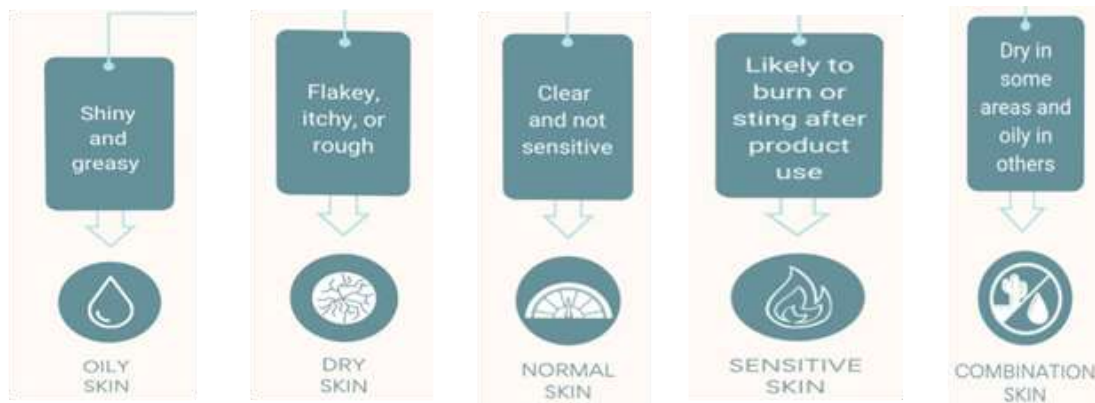 Shiny
and
greasy
OILY
SKIN
Flakey,
itchy, or
rough
DRY
SKIN
Clear
and not
sensitive
NORMAL
SKIN
Likely to
burn or
sting after
product
use
SENSITIVE
SKIN
Dry in
some
areas and
oily in
others
COMBINATION
SKIN